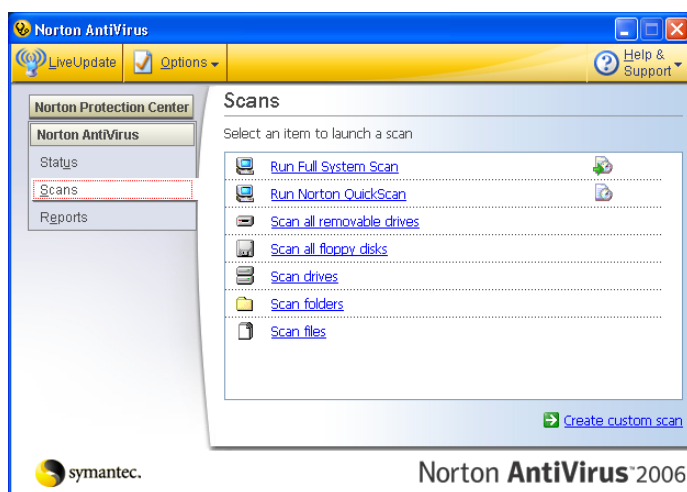 Norton AntiVirus
LiveUpdate Options Help & Support
Norton Protection Center
Norton AntiVirus
Status
Scans
Reports
Scans
Select an item to launch a scan
Run Full System Scan
Run Norton QuickScan
Scan all removable drives
Scan all floppy disks
Scan drives
Scan folders
Scan files
Create custom scan
symantec.
Norton AntiVirus™2006